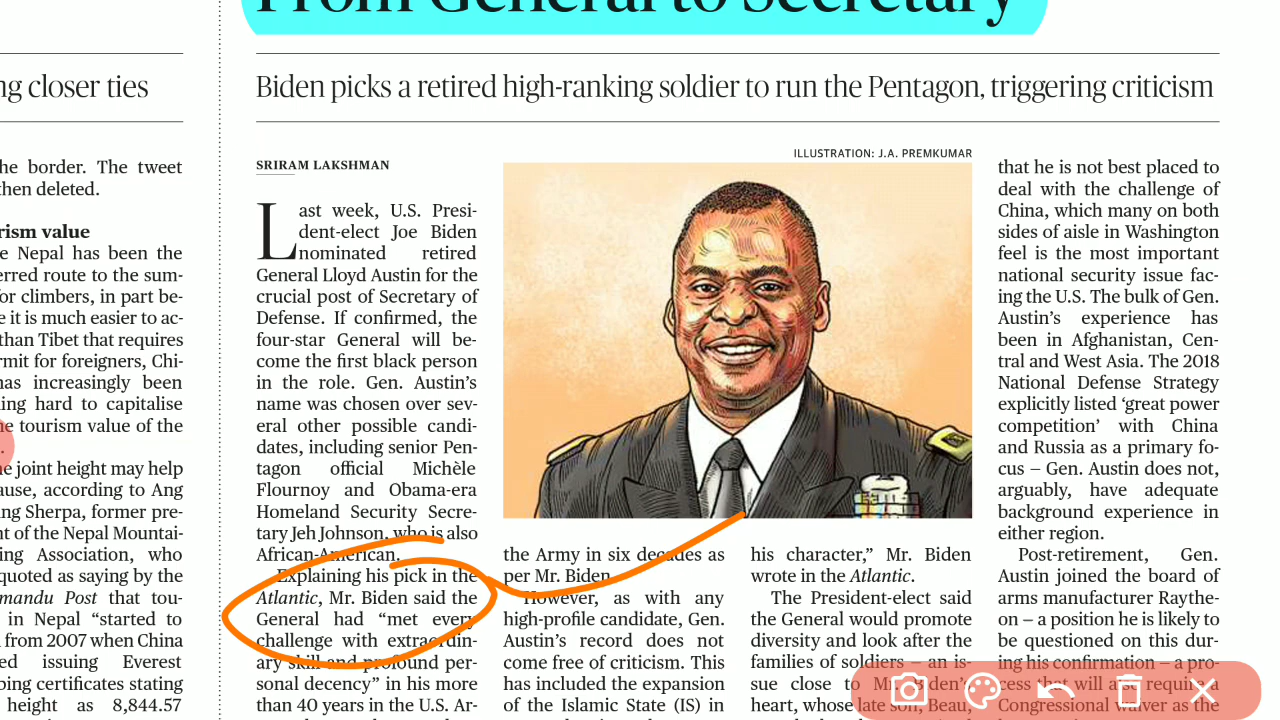 From General to Secretary
Biden picks a retired high-ranking soldier to run the Pentagon, triggering criticism
ng closer ties
he border. The tweet
then deleted.
rism value
e Nepal has been the
erred route to the sum-
for climbers, in part be-
e it is much easier to ac-
than Tibet that requires
rmit for foreigners, Chi-
has increasingly been
ing hard to capitalise
he tourism value of the
.
he joint height may help
ause, according to Ang
ng Sherpa, former pre-
nt of the Nepal Mountai-
ing Association, who
quoted as saying by the
mandu Post that tou-
in Nepal “started to
from 2007 when China
ed issuing Everest
bing certificates stating
height as 8,844.57
SRIRAM LAKSHMAN
Last week, U.S. Presi-
dent-elect Joe Biden
nominated retired
General Lloyd Austin for the
crucial post of Secretary of
Defense. If confirmed, the
four-star General will be-
come the first black person
in the role. Gen. Austin’s
name was chosen over sev-
eral other possible candi-
dates, including senior Pen-
tagon official Michèle
Flournoy and Obama-era
Homeland Security Secre-
tary Jeh Johnson, who is also
African-American.
Explaining his pick in the
Atlantic, Mr. Biden said the
General had “met every
challenge with extraordin-
ary skill and profound per-
sonal decency” in his more
than 40 years in the U.S. Ar-
ILLUSTRATION: J.A. PREMKUMAR
the Army in six decades as
per Mr. Biden.
However, as with any
high-profile candidate, Gen.
Austin’s record does not
come free of criticism. This
has included the expansion
of the Islamic State (IS) in
his character,” Mr. Biden
wrote in the Atlantic.
The President-elect said
the General would promote
diversity and look after the
families of soldiers – an is-
sue close to Mr. Biden’s
heart, whose late son, Beau,
that he is not best placed to
deal with the challenge of
China, which many on both
sides of aisle in Washington
feel is the most important
national security issue fac-
ing the U.S. The bulk of Gen.
Austin’s experience has
been in Afghanistan, Cen-
tral and West Asia. The 2018
National Defense Strategy
explicitly listed ‘great power
competition’ with China
and Russia as a primary fo-
cus – Gen. Austin does not,
arguably, have adequate
background experience in
either region.
Post-retirement, Gen.
Austin joined the board of
arms manufacturer Raythe-
on – a position he is likely to
be questioned on this dur-
ing his confirmation – a pro-
cess that will also require a
Congressional waiver as the